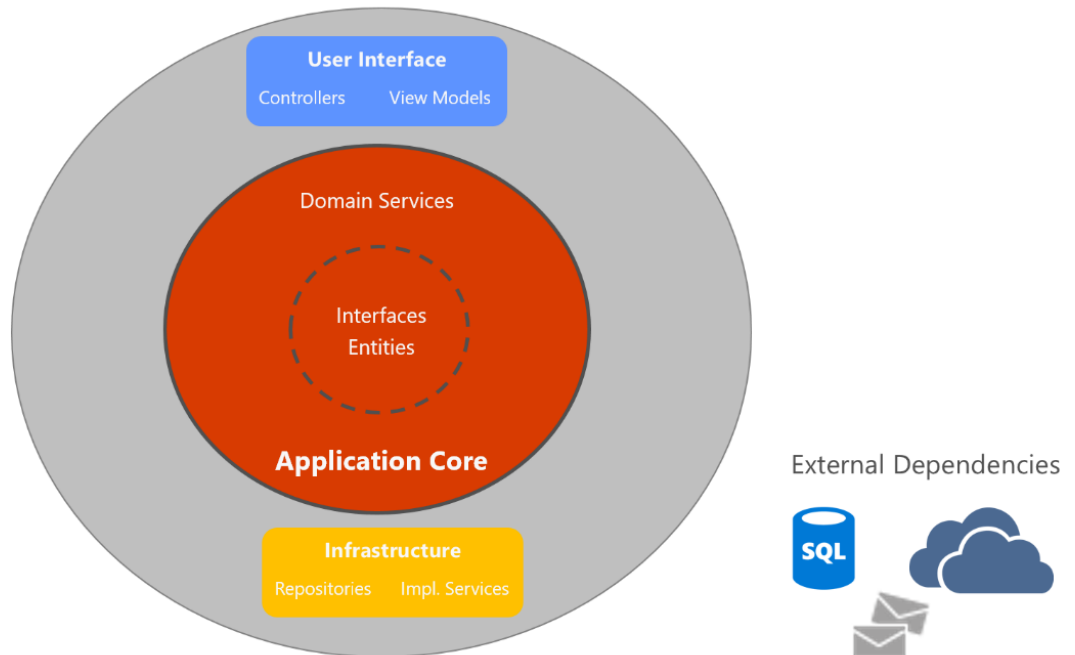 User Interface
Controllers View Models
Domain Services
Interfaces
Entities
Application Core
Infrastructure
Repositories Impl. Services
External Dependencies
SQL